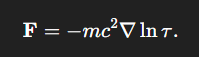 F = −mc²∇ ln τ.